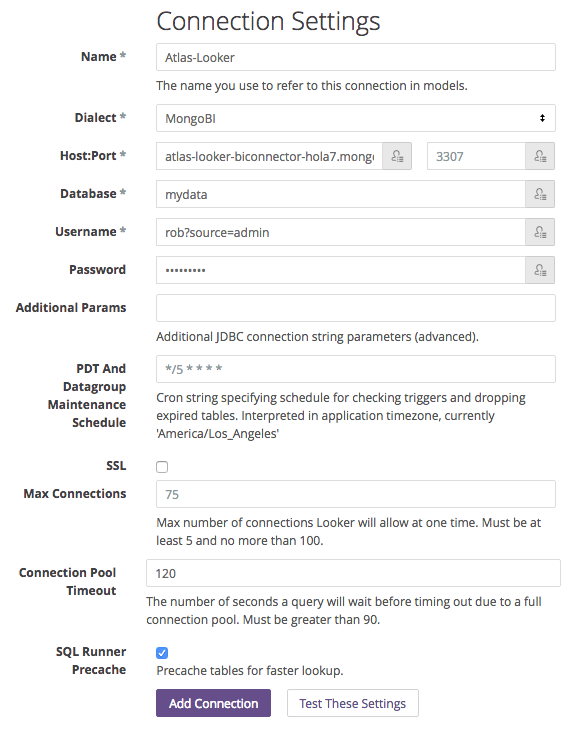 Connection Settings
Name *
Atlas-Looker
The name you use to refer to this connection in models.
Dialect *
MongoBI
Host:Port *
atlas-looker-biconnector-hola7.mong
3307
Database *
mydata
Username *
rob?source=admin
Password
•••••••••
Additional Params
Additional JDBC connection string parameters (advanced).
PDT And
Datagroup
Maintenance
Schedule
*/5 * * * *
Cron string specifying schedule for checking triggers and dropping
expired tables. Interpreted in application timezone, currently
'America/Los_Angeles'
SSL
Max Connections
75
Max number of connections Looker will allow at one time. Must be at
least 5 and no more than 100.
Connection Pool
Timeout
120
The number of seconds a query will wait before timing out due to a full
connection pool. Must be greater than 90.
SQL Runner
Precache
Precache tables for faster lookup.
Add Connection
Test These Settings